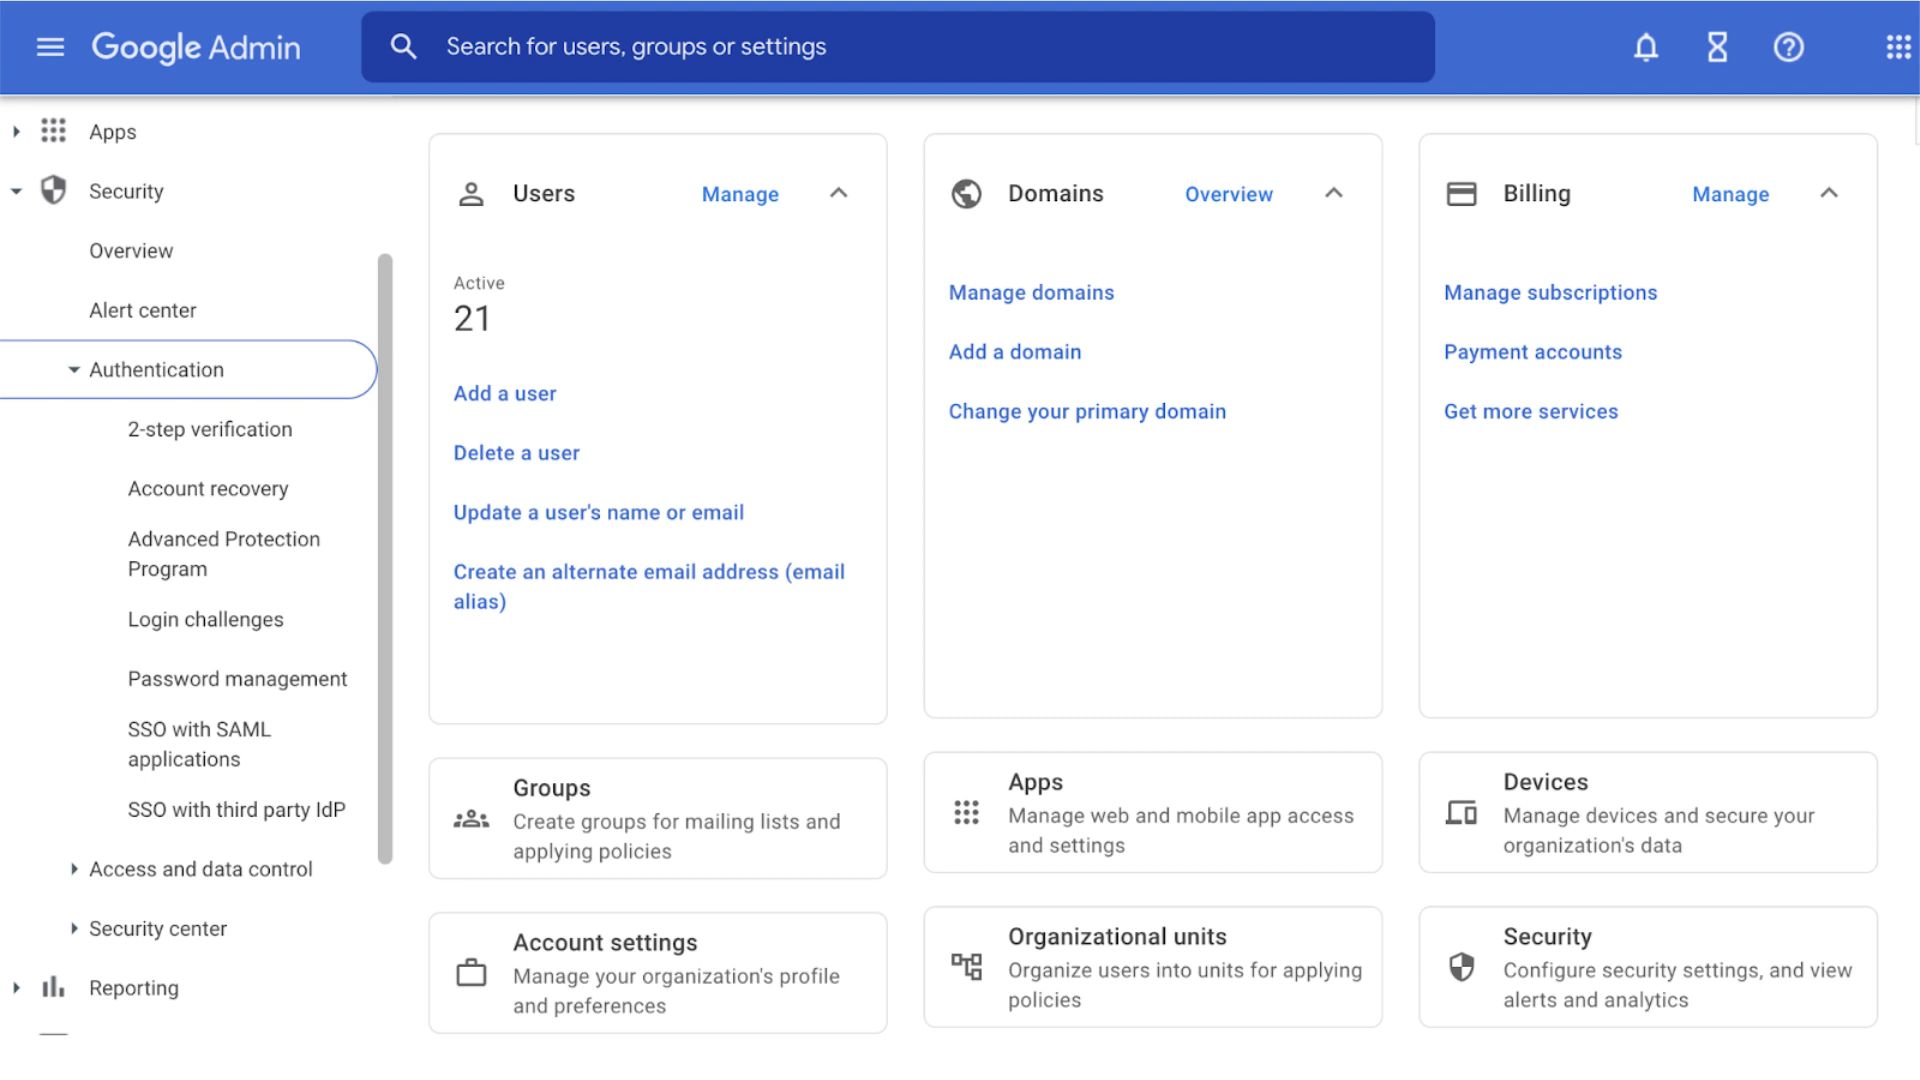 Google Admin
Search for users, groups or settings
Apps
Security
Overview
Alert center
Authentication
2-step verification
Account recovery
Advanced Protection
Program
Login challenges
Password management
SSO with SAML
applications
SSO with third party IdP
Access and data control
Security center
Reporting
Users
Manage
Active
21
Add a user
Delete a user
Update a user's name or email
Create an alternate email address (email
alias)
Domains
Overview
Manage domains
Add a domain
Change your primary domain
Billing
Manage
Manage subscriptions
Payment accounts
Get more services
Groups
Create groups for mailing lists and
applying policies
Apps
Manage web and mobile app access
and settings
Devices
Manage devices and secure your
organization's data
Account settings
Manage your organization's profile
and preferences
Organizational units
Organize users into units for applying
policies
Security
Configure security settings, and view
alerts and analytics